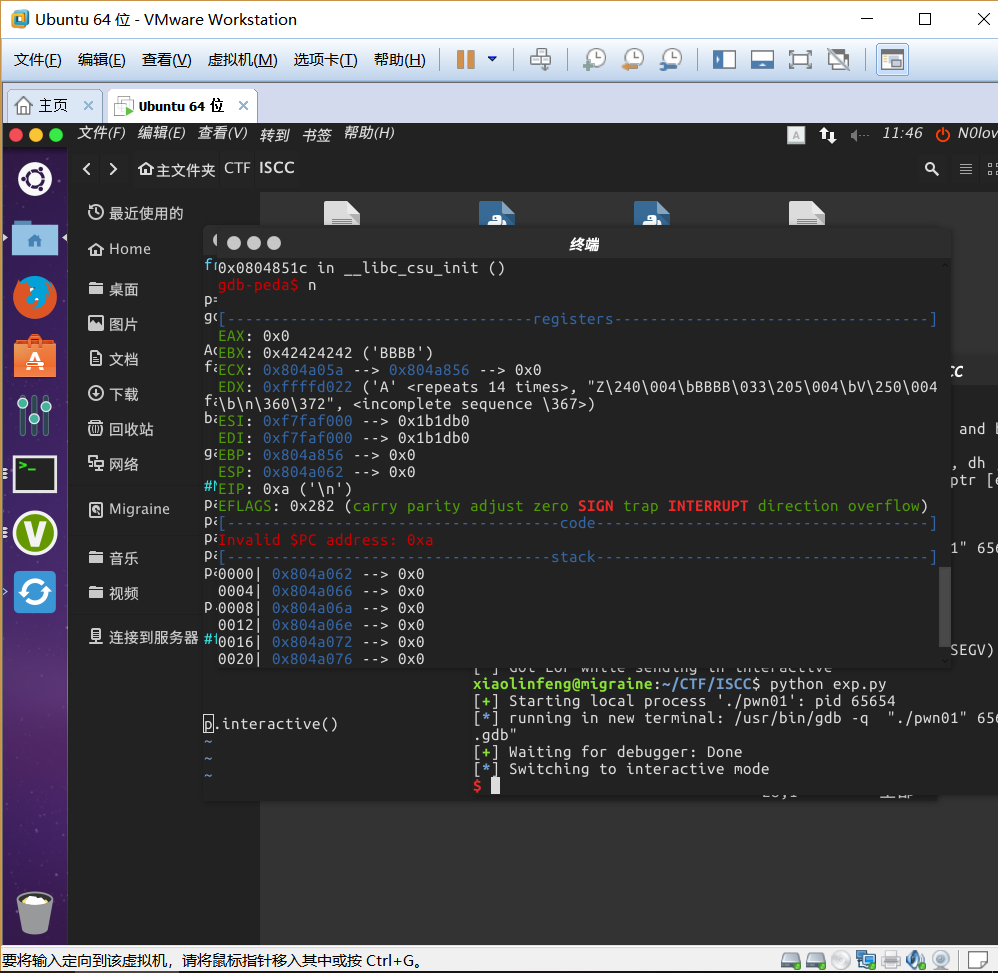 Ubuntu 64 位 - VMware Workstation
文件(F) 编辑(E) 查看(V) 虚拟机(M) 选项卡(T) 帮助(H)
主页 Ubuntu 64 位
文件(F) 编辑(E) 查看(V) 转到 书签 帮助(H) A 11:46 N0lov
主文件夹 CTF ISCC
最近使用的
Home
桌面
图片
文档
下载
回收站
网络
Migraine
音乐
视频
连接到服务器
终端
0x0804851c in __libc_csu_init ()
gdb-peda$ n
[----------------------------------registers-----------------------------------]
EAX: 0x0
EBX: 0x42424242 ('BBBB')
ECX: 0x804a05a --> 0x804a856 --> 0x0
EDX: 0xffffd022 ('A' <repeats 14 times>, "Z\240\004\bBBBB\033\205\004\bV\250\004
\b\n\360\372", <incomplete sequence \367>)
ESI: 0xf7faf000 --> 0x1b1db0
EDI: 0xf7faf000 --> 0x1b1db0
EBP: 0x804a856 --> 0x0
ESP: 0x804a062 --> 0x0
EIP: 0xa ('\n')
EFLAGS: 0x282 (carry parity adjust zero SIGN trap INTERRUPT direction overflow)
[-------------------------------------code-------------------------------------]
Invalid $PC address: 0xa
[------------------------------------stack-------------------------------------]
0000| 0x804a062 --> 0x0
0004| 0x804a066 --> 0x0
0008| 0x804a06a --> 0x0
0012| 0x804a06e --> 0x0
0016| 0x804a072 --> 0x0
0020| 0x804a076 --> 0x0
p.interactive()
~
~
~
and
, dh
ptr [e
SEGV)
[*] Got EOF while sending in interactive
xiaolinfeng@migraine:~/CTF/ISCC$ python exp.py
[+] Starting local process './pwn01': pid 65654
[*] running in new terminal: /usr/bin/gdb -q "./pwn01" 656
.gdb"
[+] Waiting for debugger: Done
[*] Switching to interactive mode
$
要将输入定向到该虚拟机，请将鼠标指针移入其中或按 Ctrl+G。